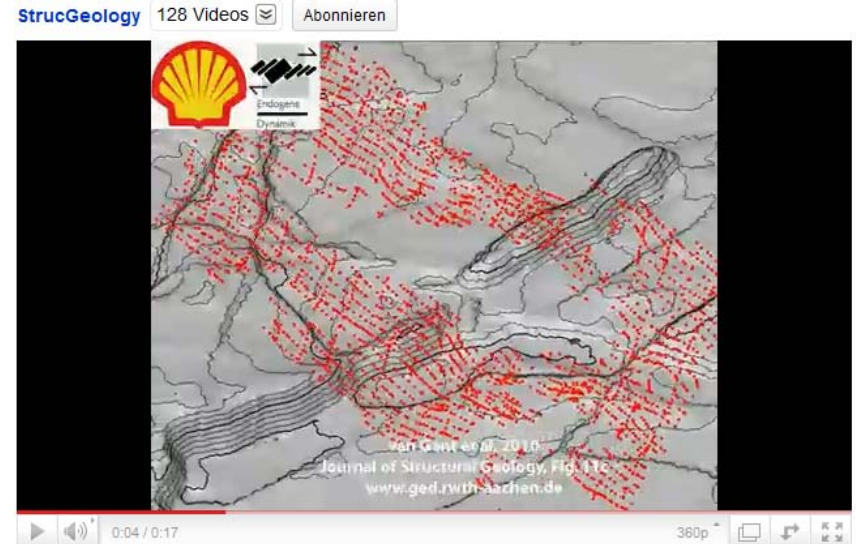 StrucGeology 128 Videos Abonnieren
Endogene
Dynamik
van Gent et al, 2010
Journal of Structural Geology, Fig. 11c
www.ged.rwth-aachen.de
0:04 / 0:17 360p